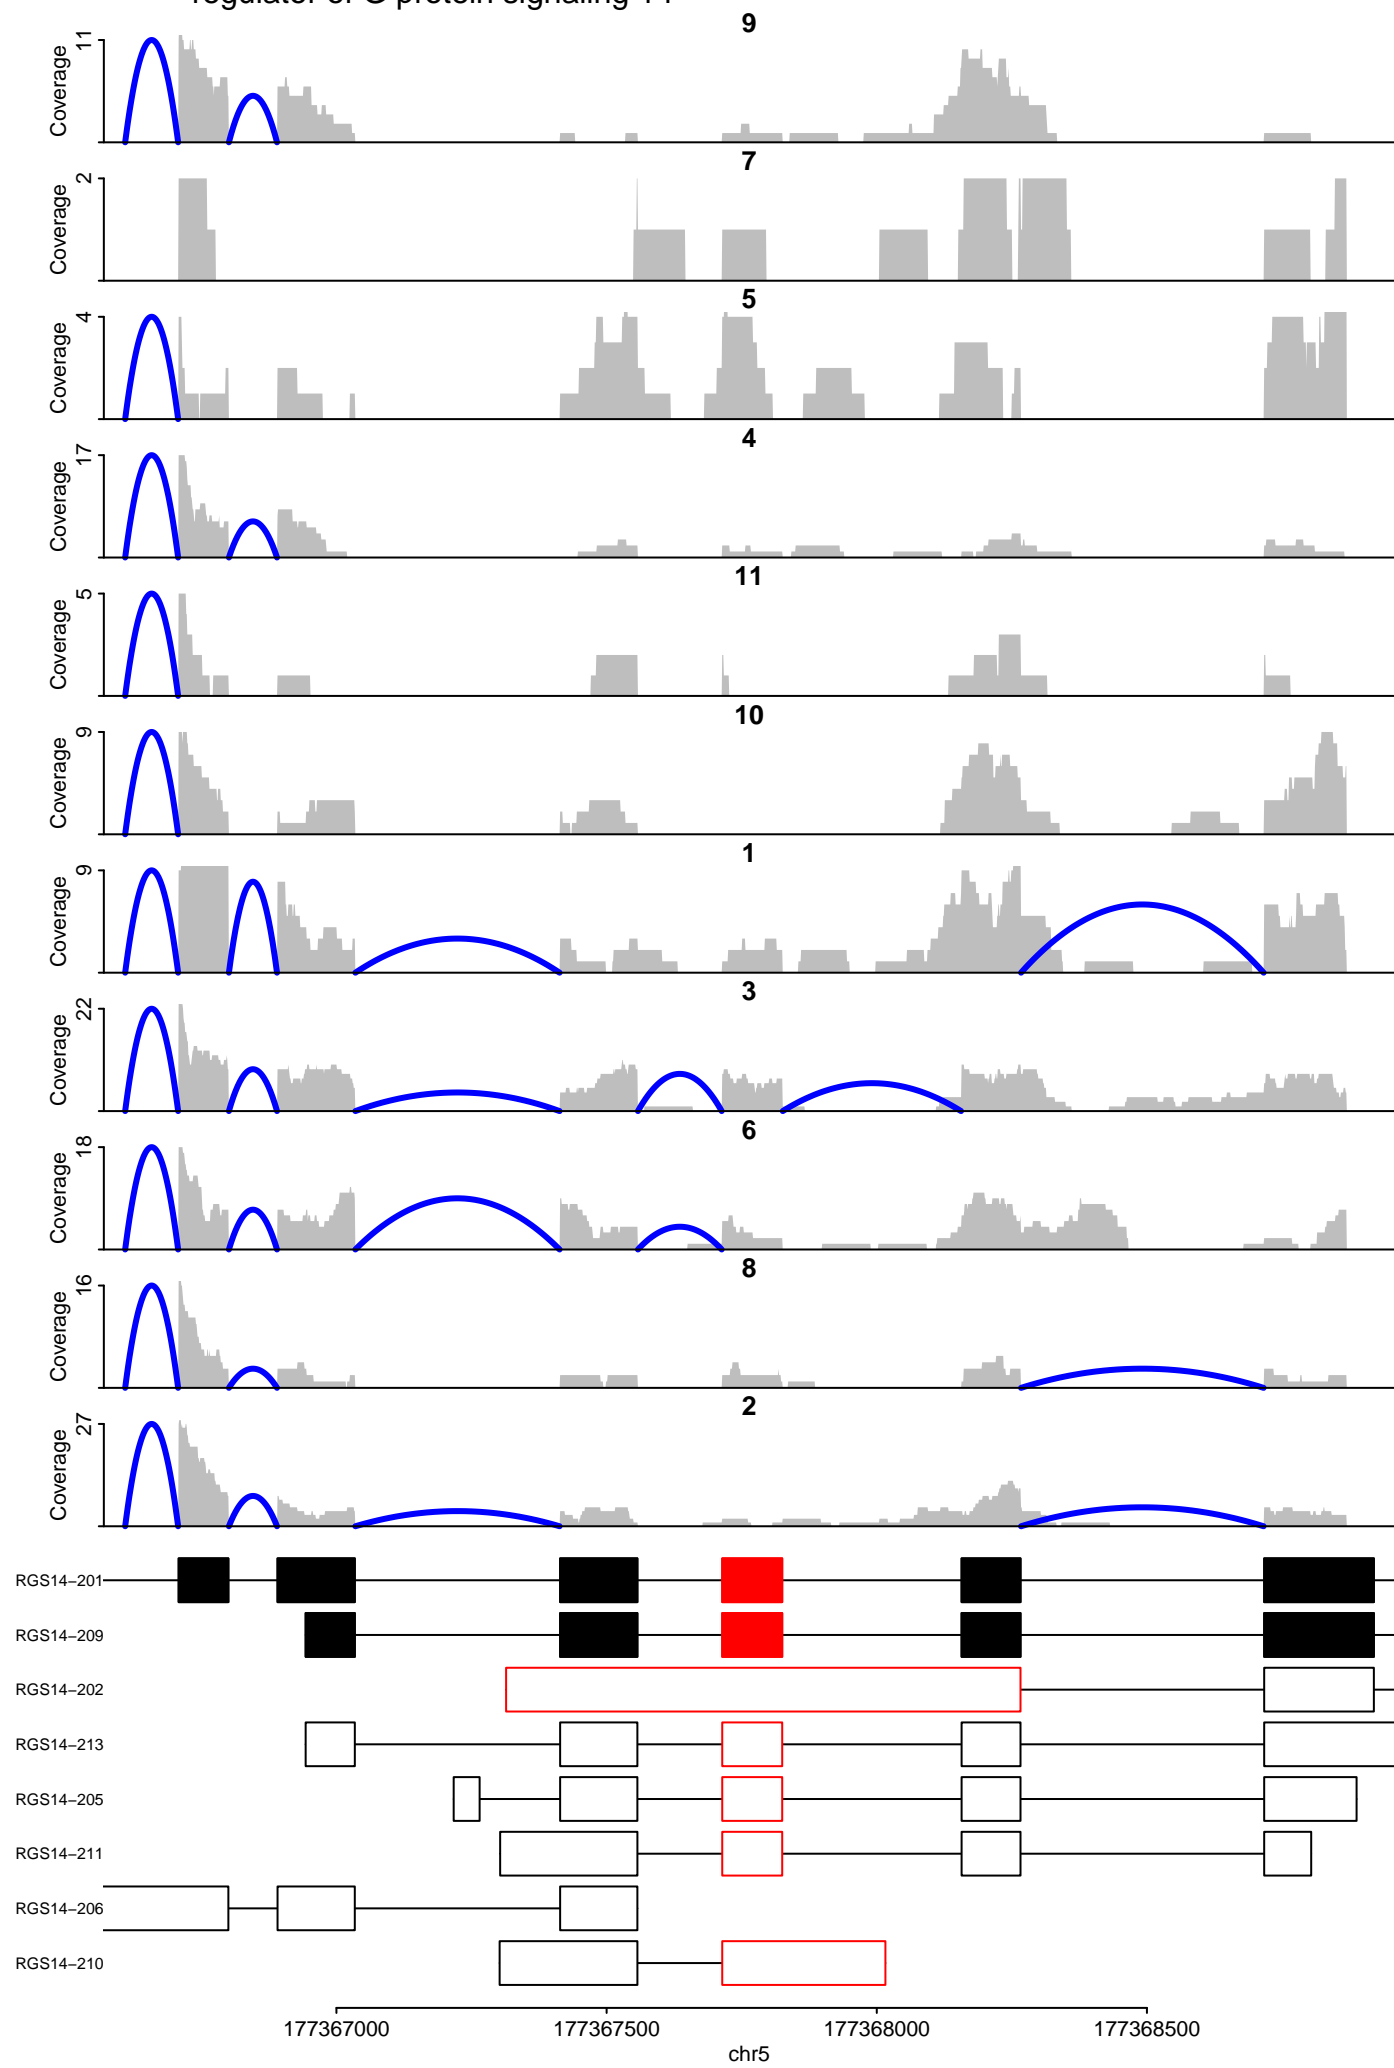 9
Coverage 11
7
Coverage 2
5
Coverage 4
4
Coverage 17
11
Coverage 5
10
Coverage 9
1
Coverage 9
3
Coverage 22
6
Coverage 18
8
Coverage 16
2
Coverage 27
RGS14−201
RGS14−209
RGS14−202
RGS14−213
RGS14−205
RGS14−211
RGS14−206
RGS14−210
177367000 177367500 177368000 177368500
chr5